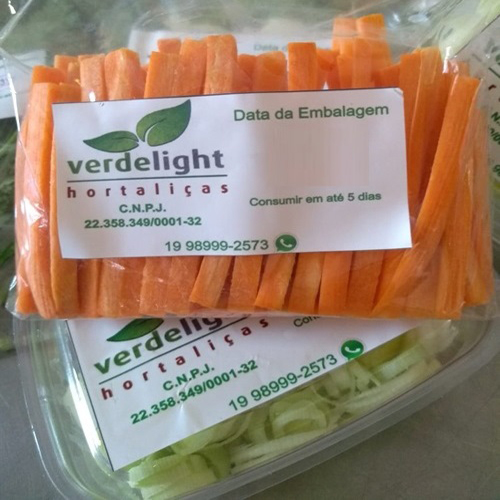 Data da Embalagem
verdelight
hortaliças
C.N.P.J.
22.358.349/0001-32
Consumir em até 5 dias
19 98999-2573
verdeligh
hortaliças
C.N.P.J.
22.358.349/0001-32
19 98999-2573